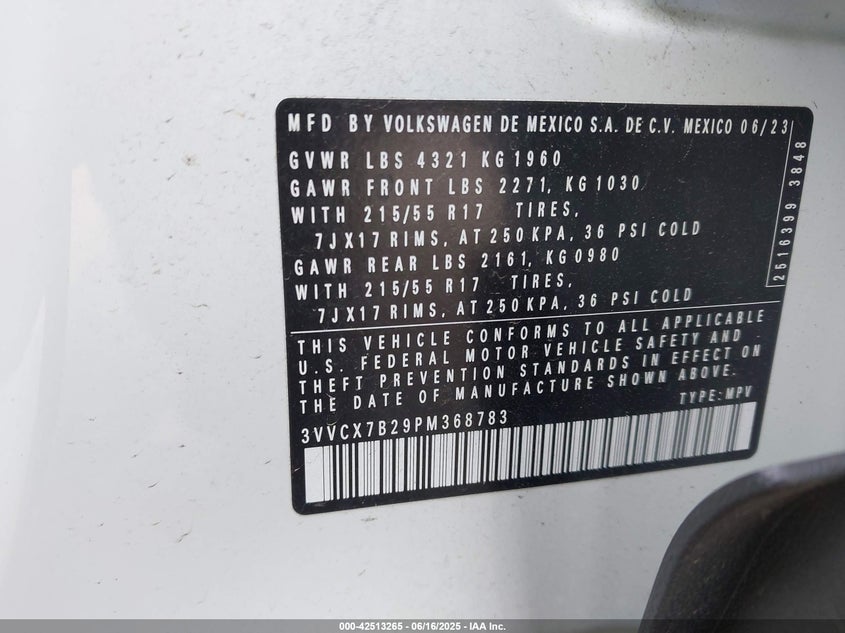 MFD BY VOLKSWAGEN DE MEXICO S.A. DE C.V. MEXICO 06/23
GVWR LBS 4321 KG 1960
GAWR FRONT LBS 2271, KG 1030
WITH 215/55 R17 TIRES,
7JX17 RIMS, AT 250 KPA, 36 PSI COLD
GAWR REAR LBS 2161, KG 0980
WITH 215/55 R17 TIRES,
7JX17 RIMS, AT 250 KPA, 36 PSI COLD
2516399 3848
THIS VEHICLE CONFORMS TO ALL APPLICABLE
U.S. FEDERAL MOTOR VEHICLE SAFETY AND
THEFT PREVENTION STANDARDS IN EFFECT ON
THE DATE OF MANUFACTURE SHOWN ABOVE.
TYPE: MPV
3VVCX7B29PM368783
000-42513265 - 06/16/2025 - IAA Inc.